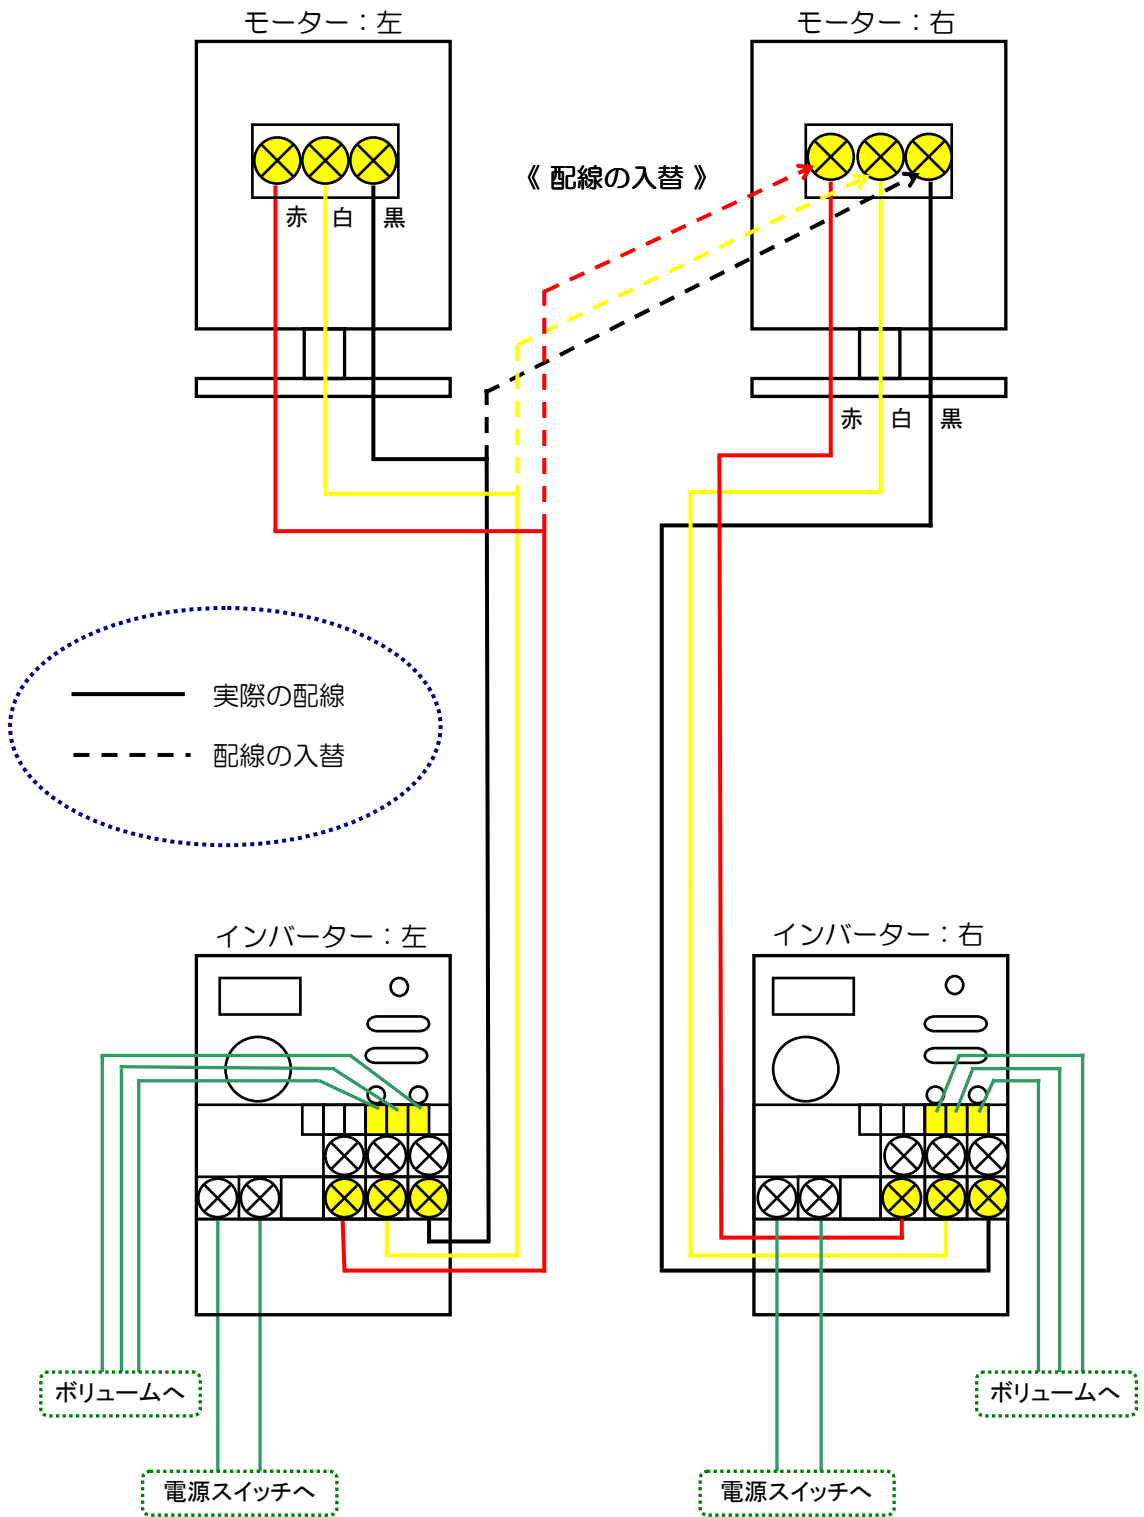 モーター：左
モーター：右
《 配線の入替 》
赤 白 黒
赤 白 黒
実際の配線
配線の入替
インバーター：左
インバーター：右
ボリュームへ
ボリュームへ
電源スイッチへ
電源スイッチへ